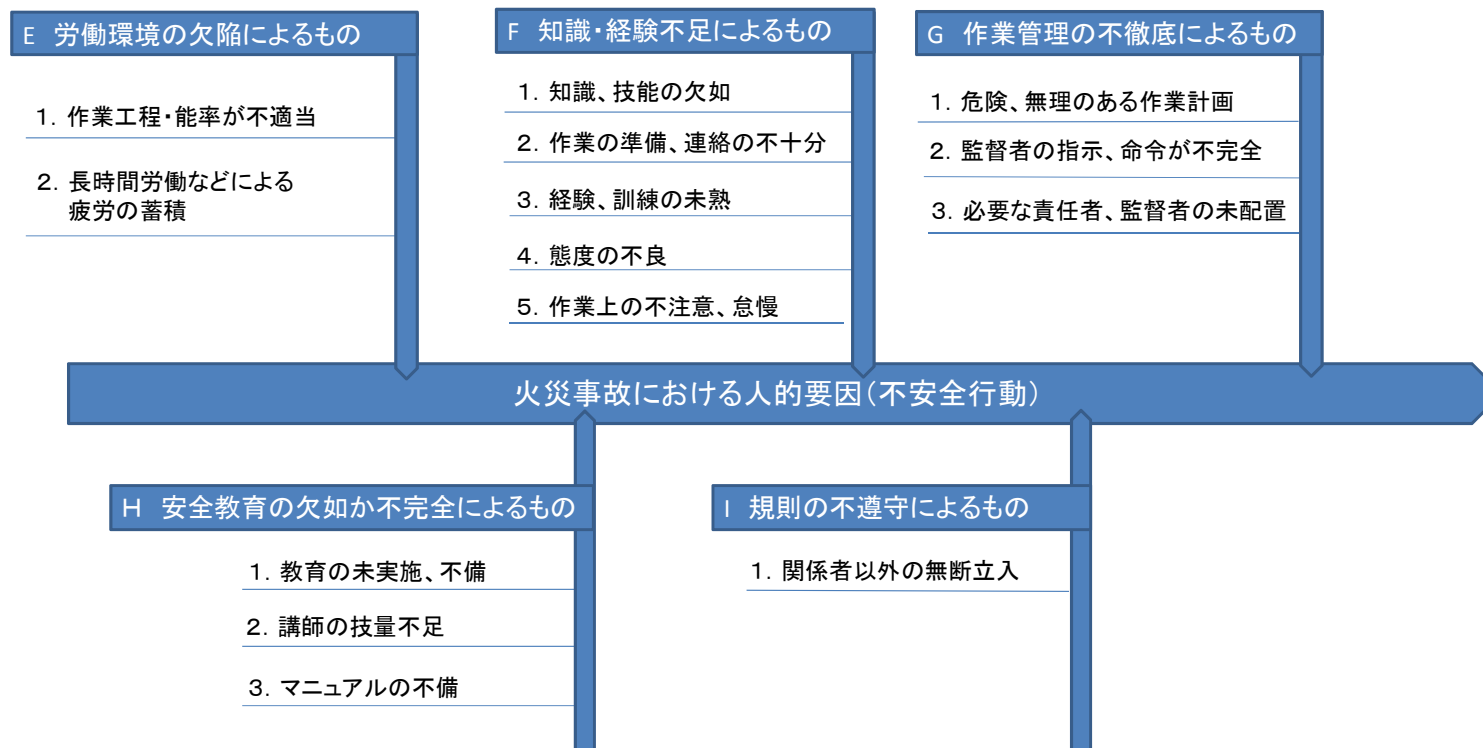 E 労働環境の欠陥によるもの
1. 作業工程・能率が不適当
2. 長時間労働などによる
疲労の蓄積
F 知識・経験不足によるもの
1. 知識、技能の欠如
2. 作業の準備、連絡の不十分
3. 経験、訓練の未熟
4. 態度の不良
5. 作業上の不注意、怠慢
G 作業管理の不徹底によるもの
1. 危険、無理のある作業計画
2. 監督者の指示、命令が不完全
3. 必要な責任者、監督者の未配置
火災事故における人的要因(不安全行動)
H 安全教育の欠如か不完全によるもの
1. 教育の未実施、不備
2. 講師の技量不足
3. マニュアルの不備
I 規則の不遵守によるもの
1. 関係者以外の無断立入